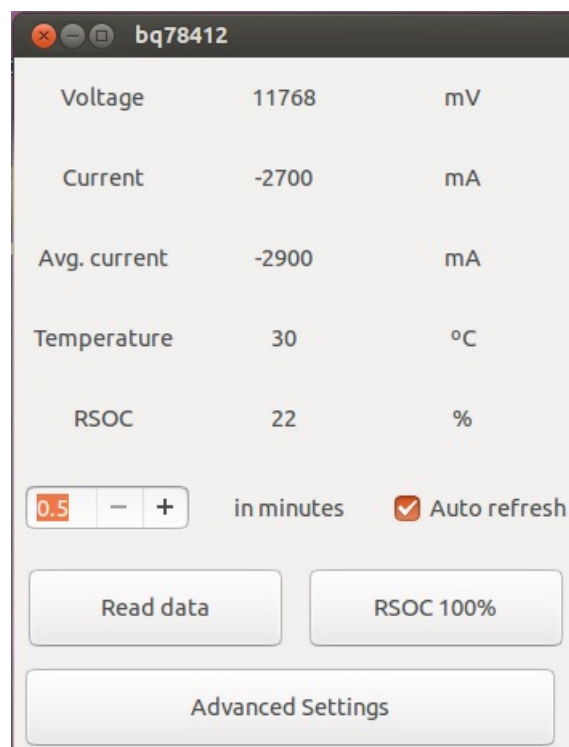 bq78412
Voltage 11768 mV
Current -2700 mA
Avg. current -2900 mA
Temperature 30 ºC
RSOC 22 %
0.5 − + in minutes Auto refresh
Read data RSOC 100%
Advanced Settings